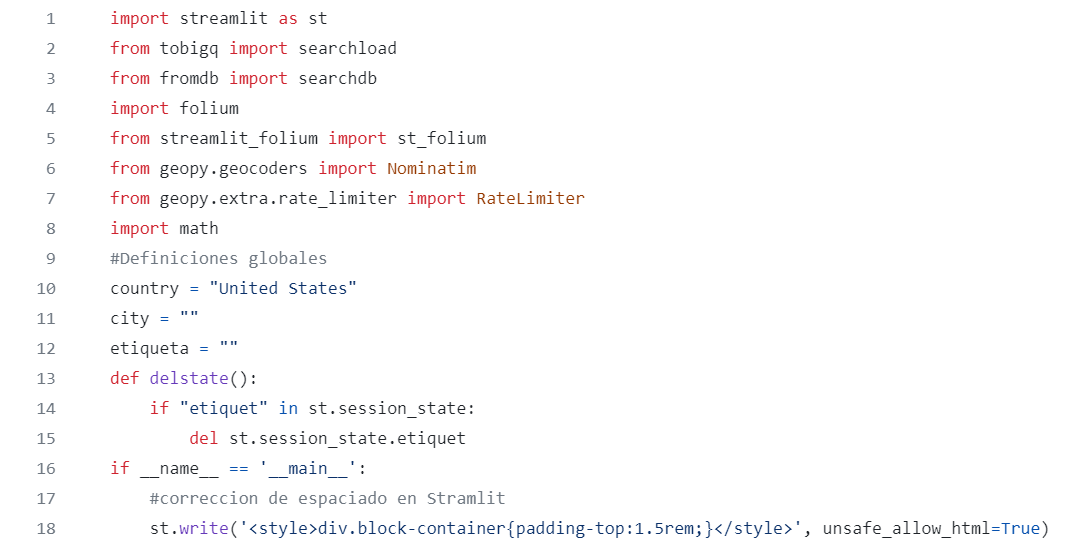 1 import streamlit as st
2 from tobigq import searchload
3 from fromdb import searchdb
4 import folium
5 from streamlit_folium import st_folium
6 from geopy.geocoders import Nominatim
7 from geopy.extra.rate_limiter import RateLimiter
8 import math
9 #Definiciones globales
10 country = "United States"
11 city = ""
12 etiqueta = ""
13 def delstate():
14     if "etiquet" in st.session_state:
15         del st.session_state.etiquet
16 if __name__ == '__main__':
17     #correccion de espaciado en Stramlit
18     st.write('<style>div.block-container{padding-top:1.5rem;}</style>', unsafe_allow_html=True)